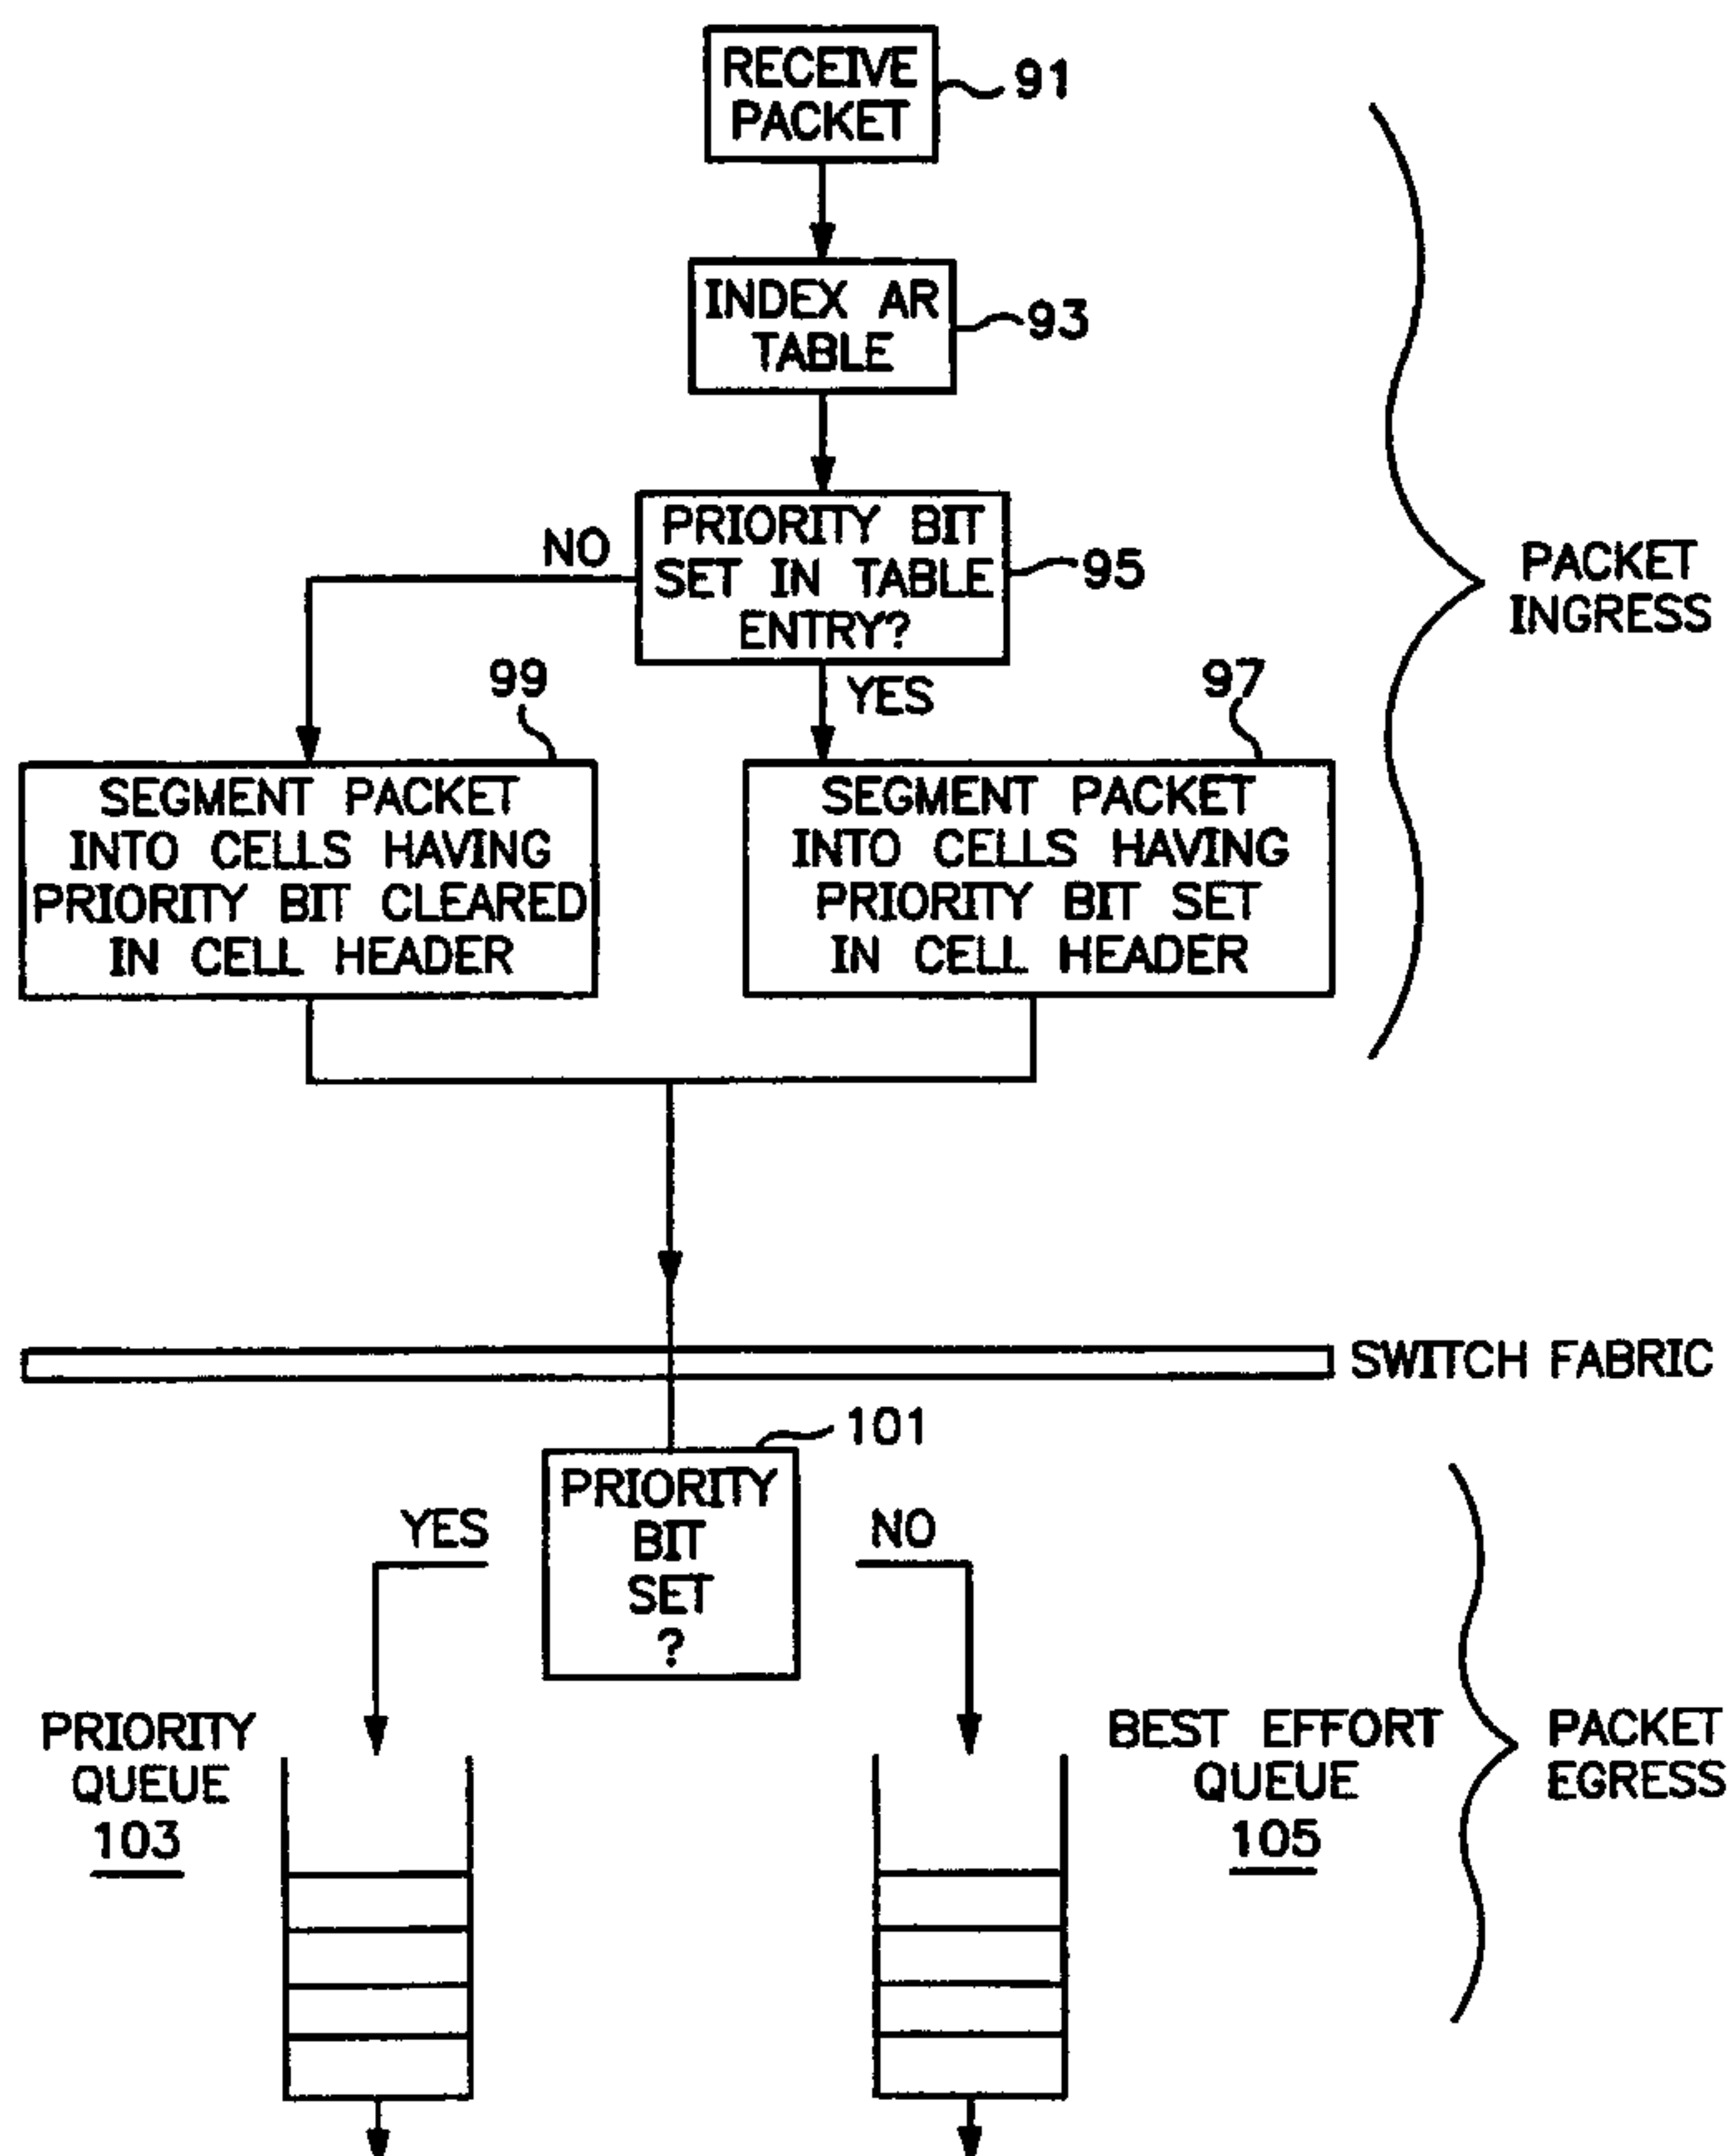 RECEIVE
PACKET
91
INDEX AR
TABLE
93
PRIORITY BIT
SET IN TABLE
ENTRY?
95
NO
YES
PACKET
INGRESS
99
SEGMENT PACKET
INTO CELLS HAVING
PRIORITY BIT CLEARED
IN CELL HEADER
97
SEGMENT PACKET
INTO CELLS HAVING
PRIORITY BIT SET
IN CELL HEADER
SWITCH FABRIC
101
PRIORITY
BIT
SET
?
YES
NO
PRIORITY
QUEUE
103
BEST EFFORT
QUEUE
105
PACKET
EGRESS